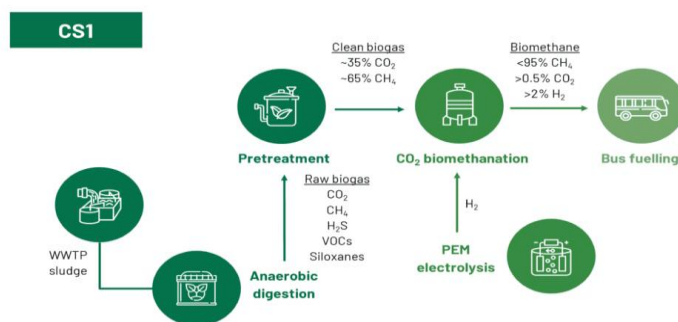 CS1
Clean biogas
~35% CO₂
~65% CH₄
Biomethane
<95% CH₄
>0.5% CO₂
>2% H₂
Pretreatment
CO₂ biomethanation
Bus fuelling
Raw biogas
CO₂
CH₄
H₂S
VOCs
Siloxanes
H₂
WWTP
sludge
Anaerobic
digestion
PEM
electrolysis